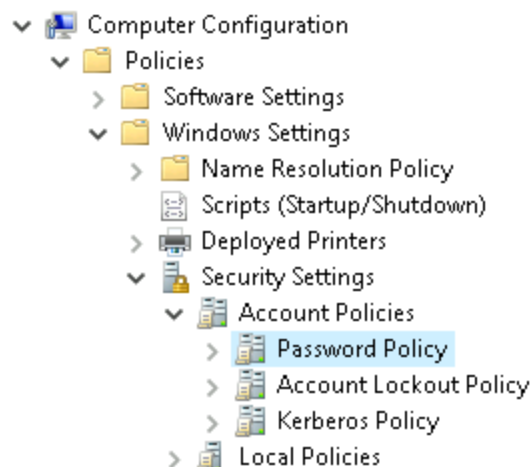 Computer Configuration
Policies
Software Settings
Windows Settings
Name Resolution Policy
Scripts (Startup/Shutdown)
Deployed Printers
Security Settings
Account Policies
Password Policy
Account Lockout Policy
Kerberos Policy
Local Policies